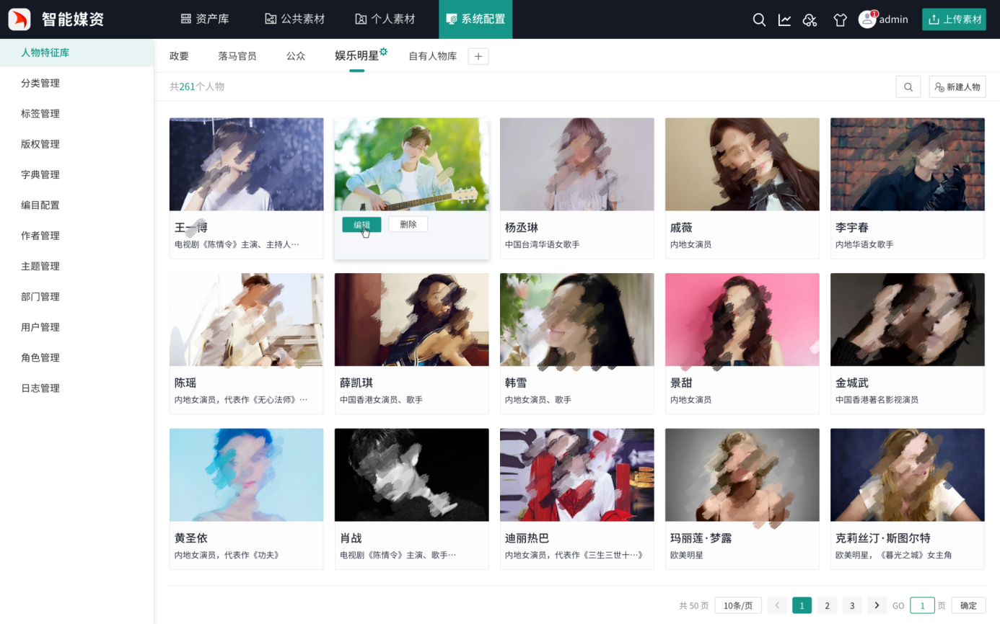 智能媒资
资产库
公共素材
个人素材
系统配置
1
admin
上传素材
人物特征库
分类管理
标签管理
版权管理
字典管理
编目配置
作者管理
主题管理
部门管理
用户管理
角色管理
日志管理
政要
落马官员
公众
娱乐明星
自有人物库
共261个人物
新建人物
王一博
电视剧《陈情令》主演、主持人…
编辑
删除
杨丞琳
中国台湾华语女歌手
戚薇
内地女演员
李宇春
内地华语女歌手
陈瑶
内地女演员，代表作《无心法师》…
薛凯琪
中国香港女演员、歌手
韩雪
内地女演员、歌手
景甜
内地女演员
金城武
中国香港著名影视演员
黄圣依
内地女演员，代表作《功夫》
肖战
电视剧《陈情令》主演、歌手…
迪丽热巴
内地女演员，代表作《三生三世十…》
玛丽莲·梦露
欧美明星
克莉丝汀·斯图尔特
欧美明星，《暮光之城》女主角
共 50 页
10条/页
1
2
3
GO
1
页
确定